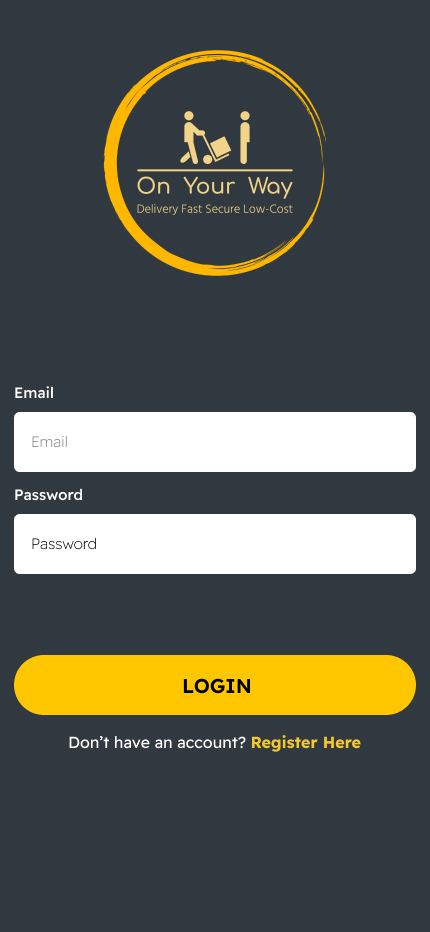 On Your Way
Delivery Fast Secure Low-Cost
Email
Email
Password
Password
LOGIN
Don’t have an account? Register Here